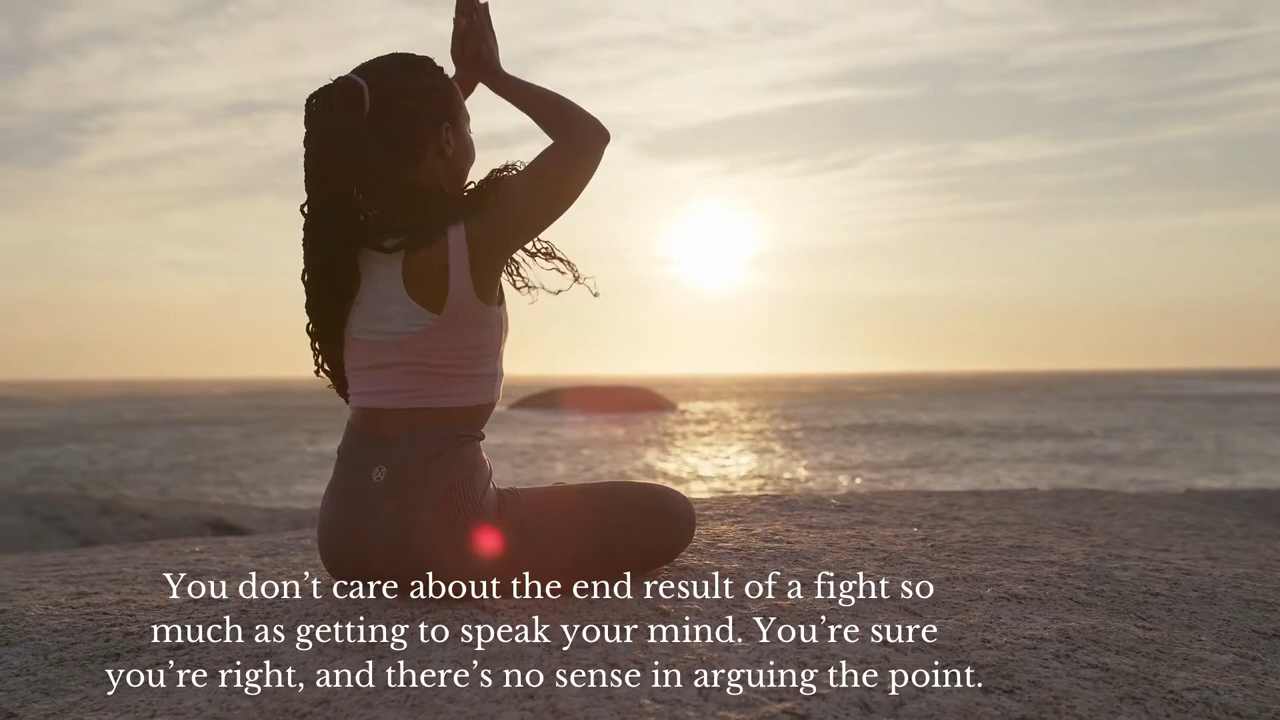 You don’t care about the end result of a fight so
much as getting to speak your mind. You’re sure
you’re right, and there’s no sense in arguing the point.